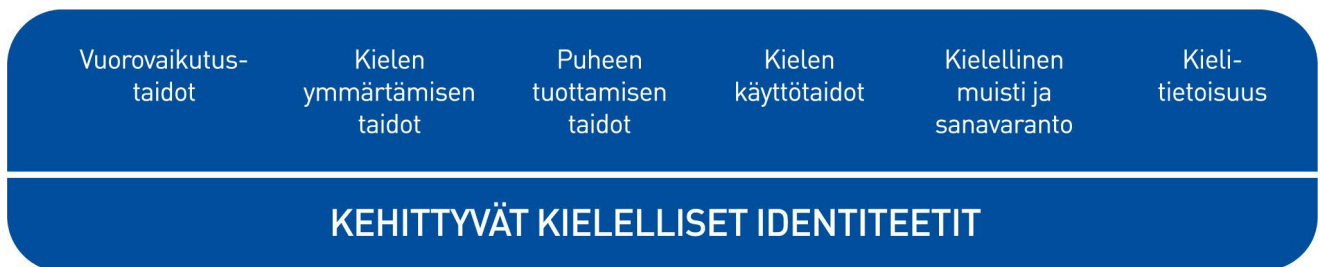 Vuorovaikutus-
taidot
Kielen
ymmärtämisen
taidot
Puheen
tuottamisen
taidot
Kielen
käyttötaidot
Kielellinen
muisti ja
sanavaranto
Kieli-
tietoisuus
KEHITTYVÄT KIELELLISET IDENTITEETIT